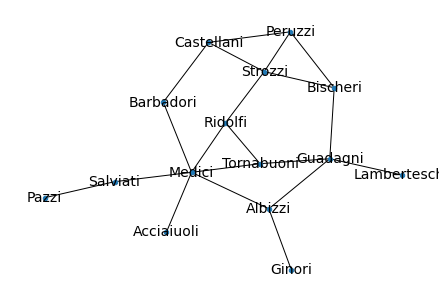 Peruzzi
Castellani
Strozzi
Bischeri
Barbadori
Ridolfi
Guadagni
Tornabuoni
Medici
Lambertesch
Salviati
Pazzi
Albizzi
Acciaiuoli
Ginori